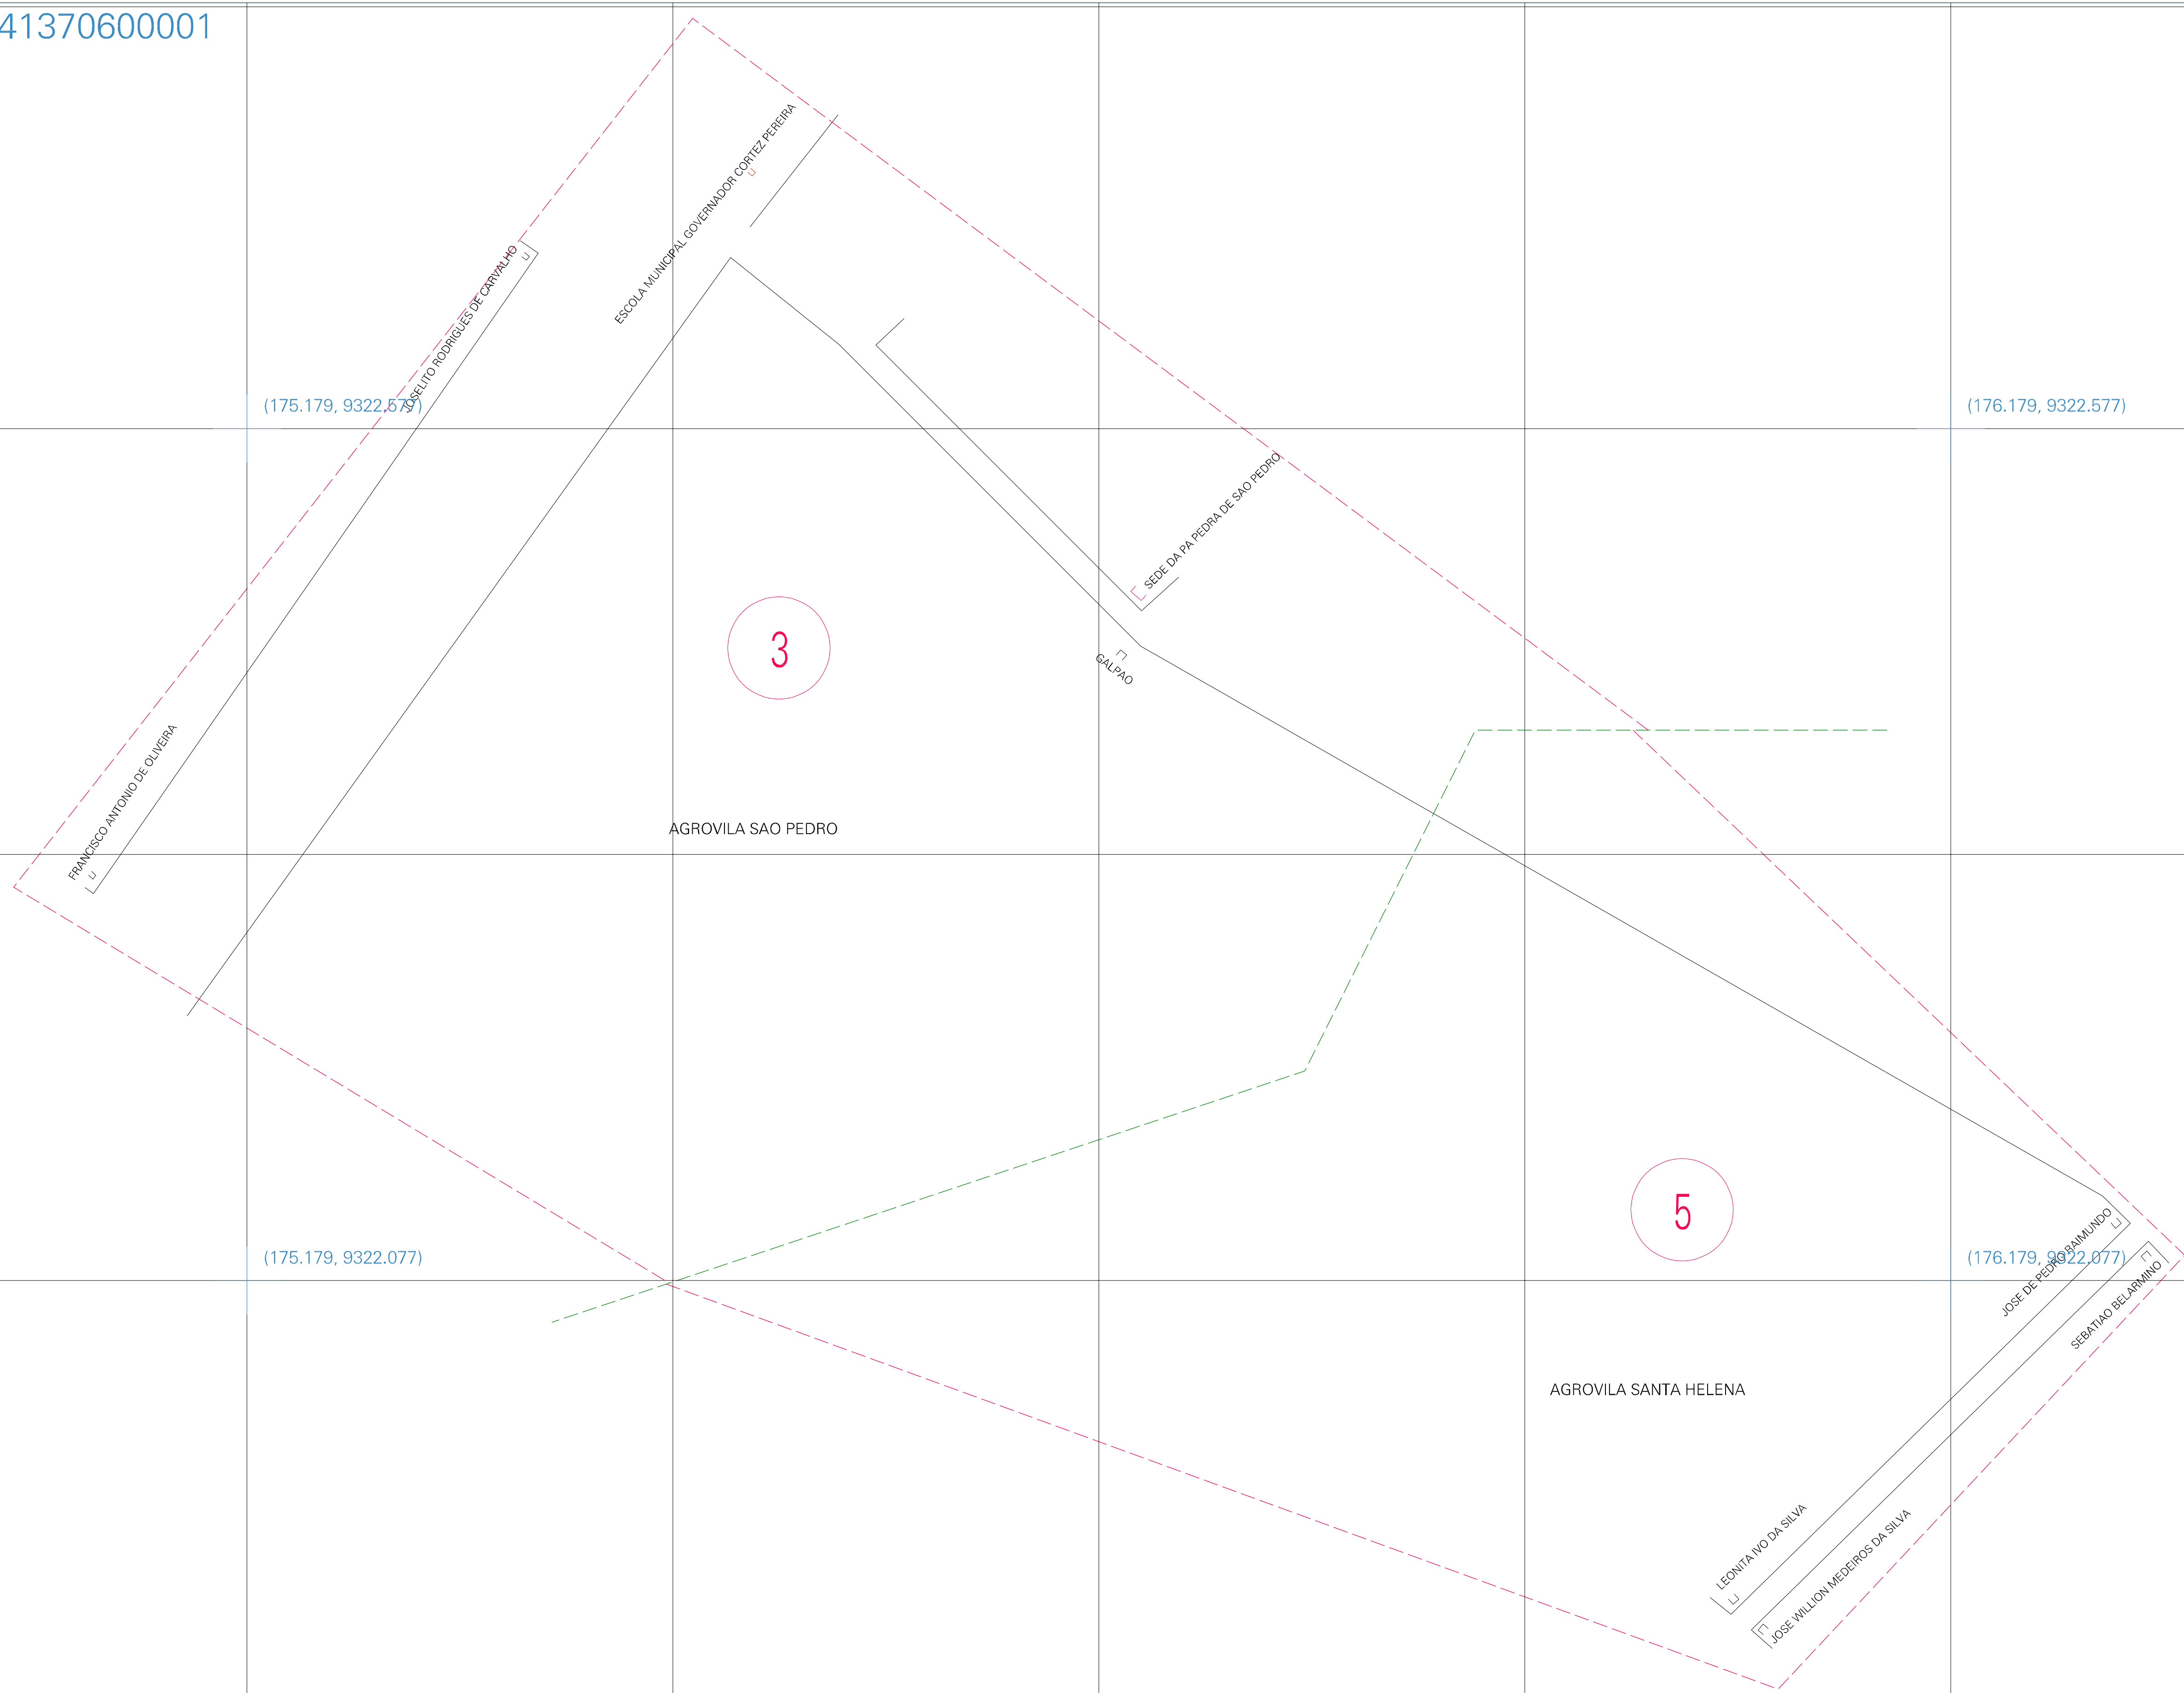 41370600001
ESCOLA MUNICIPAL GOVERNADOR CORTEZ PEREIRA
JOSELITO RODRIGUES DE CARVALHO
(175.179, 9322.577)
(176.179, 9322.577)
SEDE DA PA PEDRA DE SAO PEDRO
3
GALPAO
FRANCISCO ANTONIO DE OLIVEIRA
AGROVILA SAO PEDRO
5
JOSE DE PEDRO RAIMUNDO
(175.179, 9322.077)
(176.179, 9322.077)
SEBATIAO BELARMINO
AGROVILA SANTA HELENA
LEONITA IVO DA SILVA
JOSE WILLION MEDEIROS DA SILVA